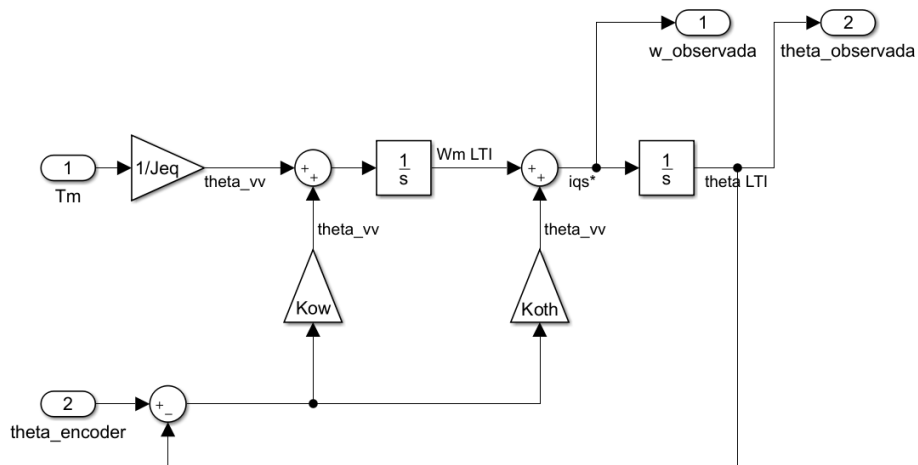 1
w_observada
2
theta_observada
1
Tm
1/Jeq
theta_vv
+
+
1
s
Wm LTI
+
+
iqs*
1
s
theta LTI
theta_vv
theta_vv
Kow
Koth
2
theta_encoder
+
−